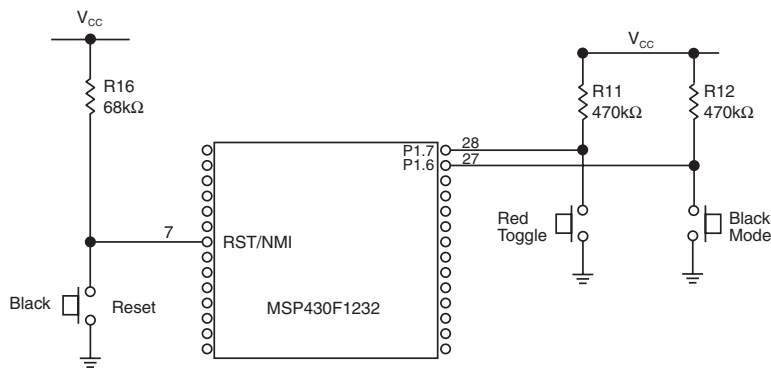 VCC
R16
68kΩ
7
RST/NMI
Black
Reset
MSP430F1232
P1.7
P1.6
28
27
VCC
R11
470kΩ
R12
470kΩ
Red
Toggle
Black
Mode